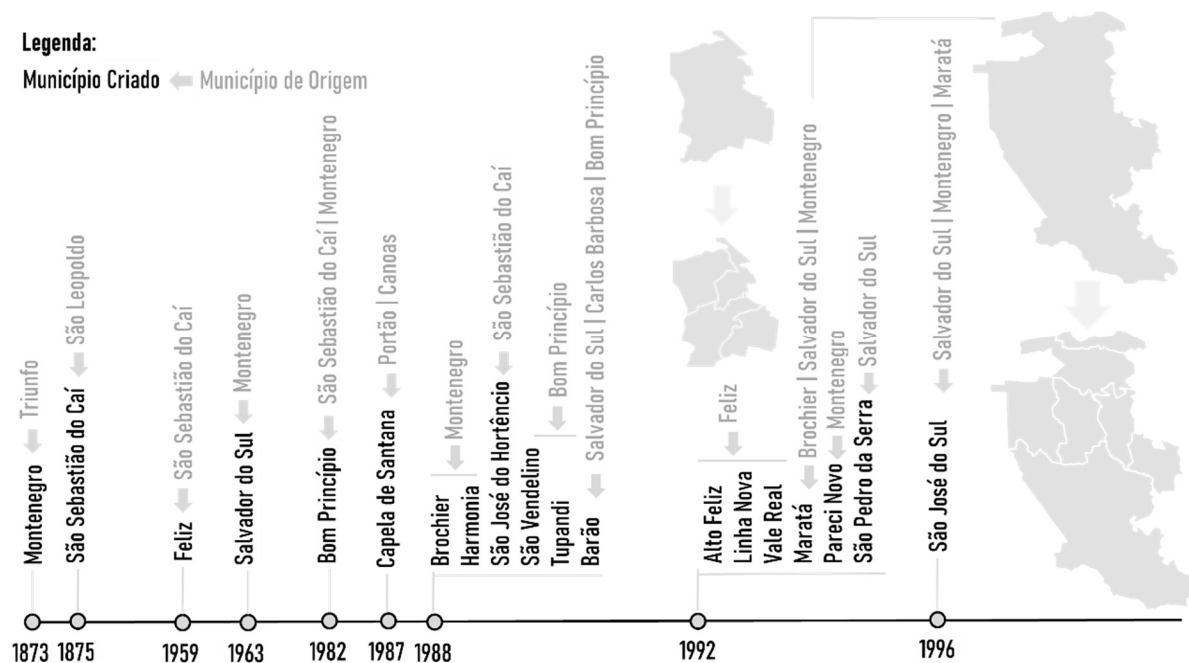 Legenda:
Município Criado
Município de Origem
Montenegro
Triunfo
São Sebastião do Caí
São Leopoldo
Feliz
São Sebastião do Caí
Salvador do Sul
Montenegro
Bom Princípio
São Sebastião do Caí | Montenegro
Capela de Santana
Portão | Canoas
Brochier
Harmonia
Montenegro
São José do Hortêncio
São Sebastião do Caí
São Vendelino
Tupandi
Bom Princípio
Barão
Salvador do Sul | Carlos Barbosa | Bom Princípio
Alto Feliz
Linha Nova
Vale Real
Feliz
Maratá
Brochier | Salvador do Sul | Montenegro
Pareci Novo
Montenegro
São Pedro da Serra
Salvador do Sul
São José do Sul
Salvador do Sul | Montenegro | Maratá
1873
1875
1959
1963
1982
1987
1988
1992
1996